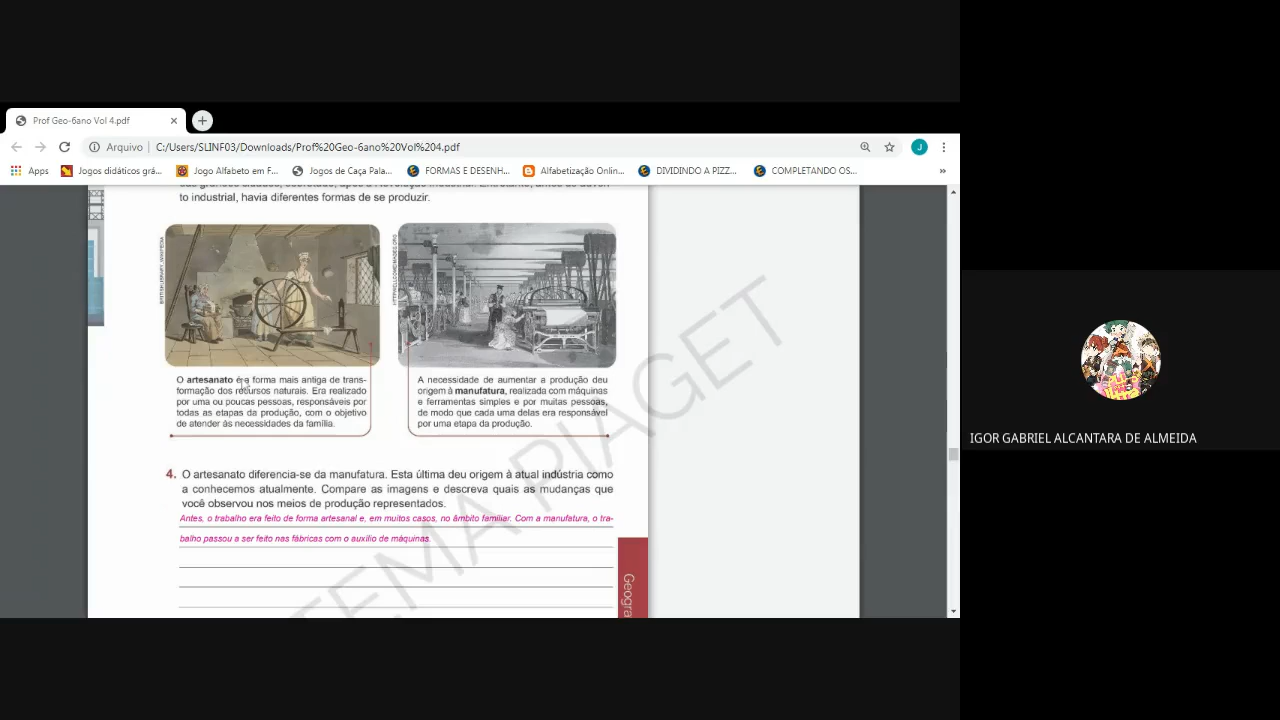 Prof Geo-6ano Vol 4.pdf
Arquivo
C:/Users/SLINF03/Downloads/Prof%20Geo-6ano%20Vol%204.pdf
J
Apps
Jogos didáticos grá...
Jogo Alfabeto em F...
Jogos de Caça Pala...
FORMAS E DESENH...
Alfabetização Onlin...
DIVIDINDO A PIZZ...
COMPLETANDO OS...
»
to industrial, havia diferentes formas de se produzir.
O artesanato é a forma mais antiga de trans-
formação dos recursos naturais. Era realizado
por uma ou poucas pessoas, responsáveis por
todas as etapas da produção, com o objetivo
de atender às necessidades da família.
A necessidade de aumentar a produção deu
origem à manufatura, realizada com máquinas
e ferramentas simples e por muitas pessoas,
de modo que cada uma delas era responsável
por uma etapa da produção.
4. O artesanato diferencia-se da manufatura. Esta última deu origem à atual indústria como
a conhecemos atualmente. Compare as imagens e descreva quais as mudanças que
você observou nos meios de produção representados.
Antes, o trabalho era feito de forma artesanal e, em muitos casos, no âmbito familiar. Com a manufatura, o tra-
balho passou a ser feito nas fábricas com o auxílio de máquinas.
TEMA PIAGET
Geogra
IGOR GABRIEL ALCANTARA DE ALMEIDA